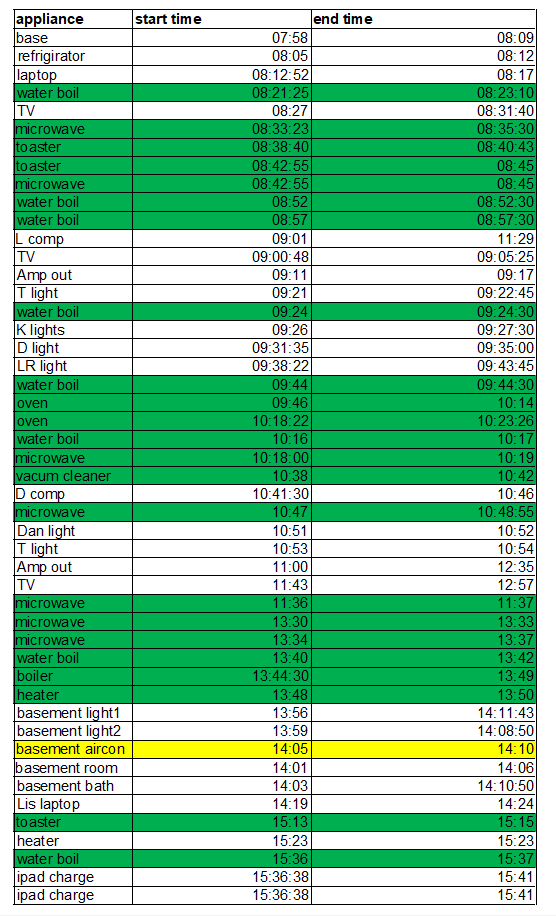 appliance start time end time
base 07:58 08:09
refrigirator 08:05 08:12
laptop 08:12:52 08:17
water boil 08:21:25 08:23:10
TV 08:27 08:31:40
microwave 08:33:23 08:35:30
toaster 08:38:40 08:40:43
toaster 08:42:55 08:45
microwave 08:42:55 08:45
water boil 08:52 08:52:30
water boil 08:57 08:57:30
L comp 09:01 11:29
TV 09:00:48 09:05:25
Amp out 09:11 09:17
T light 09:21 09:22:45
water boil 09:24 09:24:30
K lights 09:26 09:27:30
D light 09:31:35 09:35:00
LR light 09:38:22 09:43:45
water boil 09:44 09:44:30
oven 09:46 10:14
oven 10:18:22 10:23:26
water boil 10:16 10:17
microwave 10:18:00 10:19
vacum cleaner 10:38 10:42
D comp 10:41:30 10:46
microwave 10:47 10:48:55
Dan light 10:51 10:52
T light 10:53 10:54
Amp out 11:00 12:35
TV 11:43 12:57
microwave 11:36 11:37
microwave 13:30 13:33
microwave 13:34 13:37
water boil 13:40 13:42
boiler 13:44:30 13:49
heater 13:48 13:50
basement light1 13:56 14:11:43
basement light2 13:59 14:08:50
basement aircon 14:05 14:10
basement room 14:01 14:06
basement bath 14:03 14:10:50
Lis laptop 14:19 14:24
toaster 15:13 15:15
heater 15:23 15:23
water boil 15:36 15:37
ipad charge 15:36:38 15:41
ipad charge 15:36:38 15:41